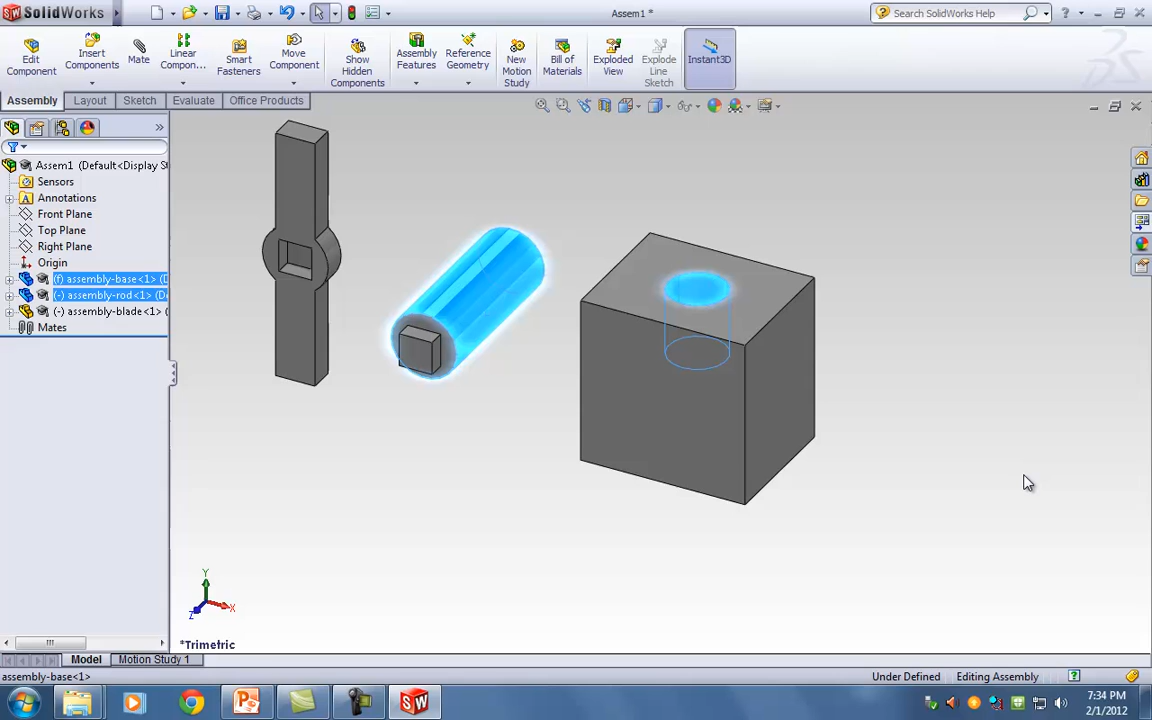 SW SolidWorks
Assem1 *
Search SolidWorks Help
Edit Component
Insert Components
Mate
Linear Compon...
Smart Fasteners
Move Component
Show Hidden Components
Assembly Features
Reference Geometry
New Motion Study
Bill of Materials
Exploded View
Explode Line Sketch
Instant3D
Assembly Layout Sketch Evaluate Office Products
Assem1 (Default<Display S
Sensors
Annotations
Front Plane
Top Plane
Right Plane
Origin
(f) assembly-base<1> (D
(-) assembly-rod<1> (De
(-) assembly-blade<1> (
Mates
Y
X
Z
*Trimetric
Model Motion Study 1
assembly-base<1>
Under Defined Editing Assembly
7:34 PM
2/1/2012